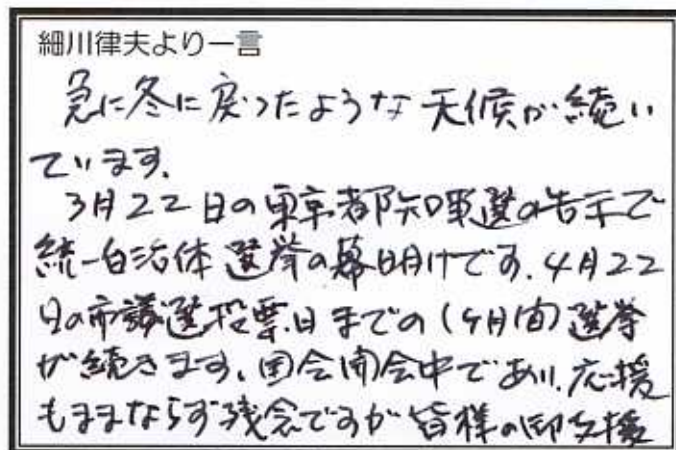 細川律夫より一言
急に冬に戻ったような天候が続い
ています.
3月22日の東京都知事選の告示で
統一自治体選挙の幕明けです.4月22
日の市議選投票日までの1ヶ月間選挙
が続きます.国会開会中であり、応援
もままならず残念ですが皆様の御支援